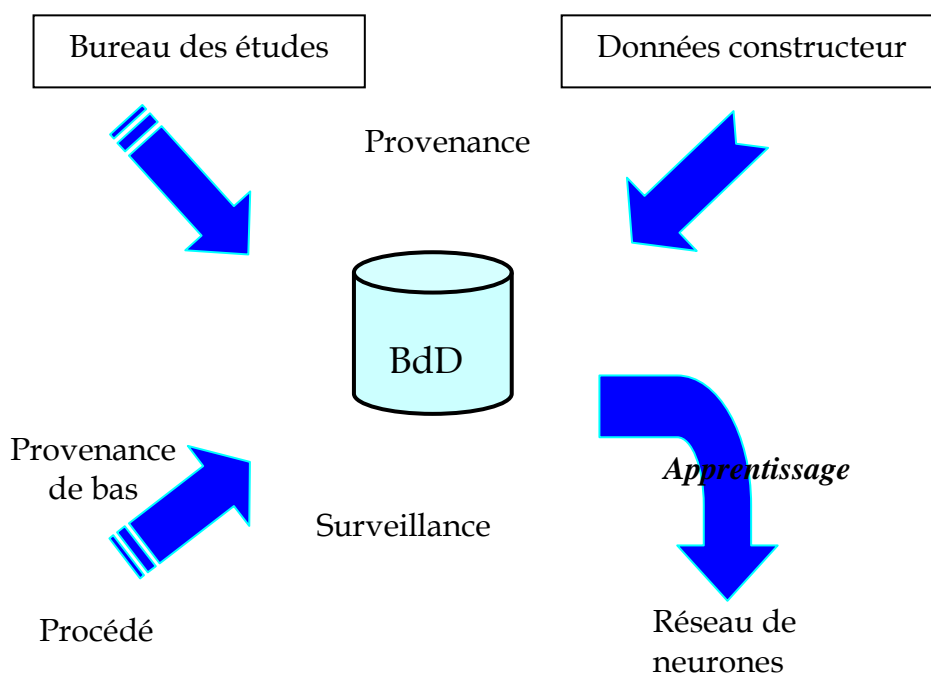 Bureau des études
Données constructeur
Provenance
BdD
Provenance
de bas
Apprentissage
Surveillance
Procédé
Réseau de
neurones